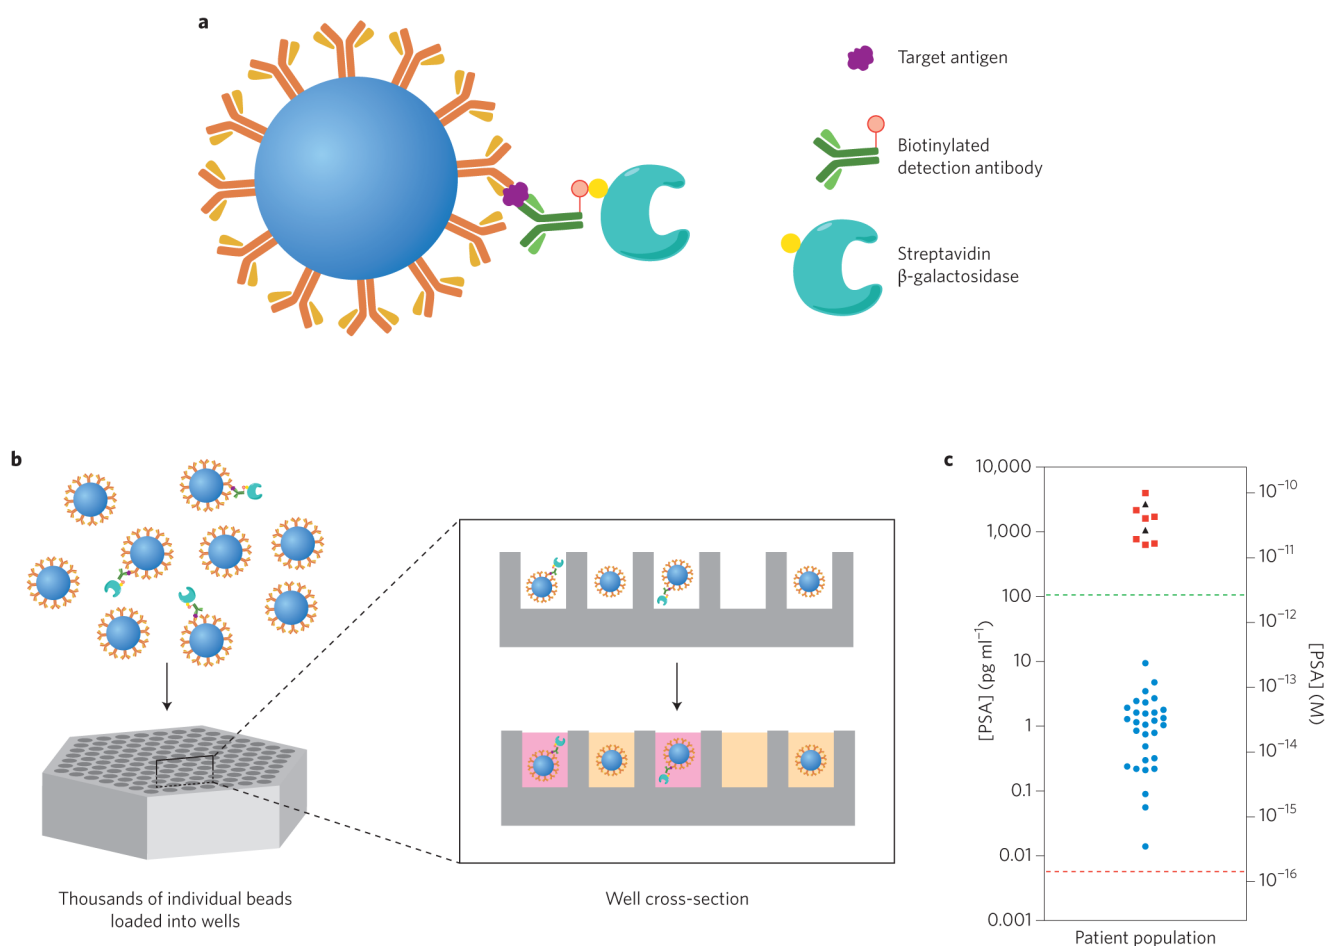 a
Target antigen
Biotinylated
detection antibody
Streptavidin
β-galactosidase
b
Thousands of individual beads
loaded into wells
Well cross-section
c
10,000
1,000
100
10
1
0.1
0.01
0.001
[PSA] (pg ml⁻¹)
10⁻¹⁰
10⁻¹¹
10⁻¹²
10⁻¹³
10⁻¹⁴
10⁻¹⁵
10⁻¹⁶
[PSA] (M)
Patient population